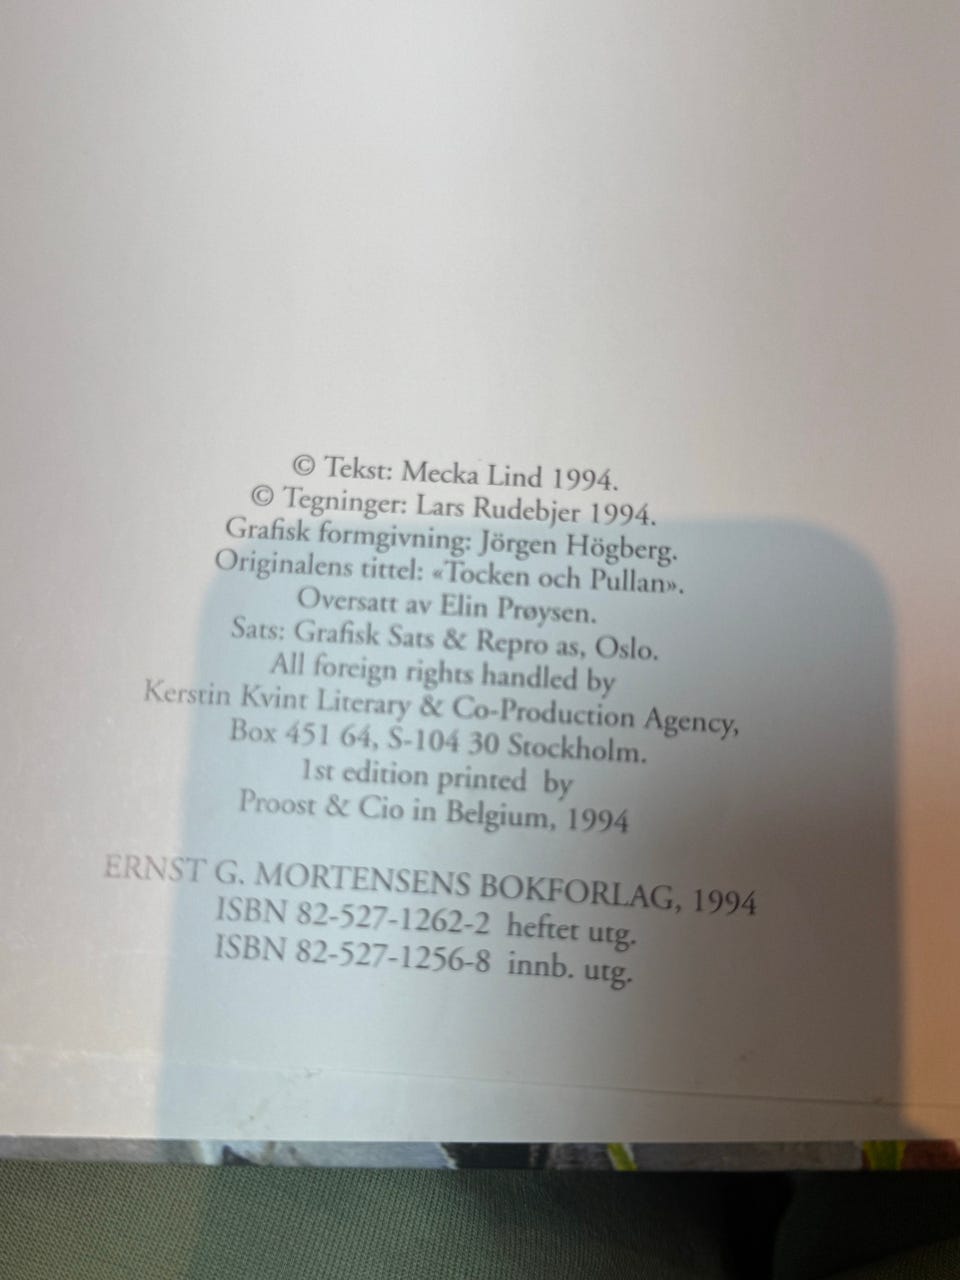 © Tekst: Mecka Lind 1994.
© Tegninger: Lars Rudebjer 1994.
Grafisk formgivning: Jörgen Högberg.
Originalens tittel: «Tocken och Pullan».
Oversatt av Elin Prøysen.
Sats: Grafisk Sats & Repro as, Oslo.
All foreign rights handled by
Kerstin Kvint Literary & Co-Production Agency,
Box 451 64, S-104 30 Stockholm.
1st edition printed by
Proost & Cio in Belgium, 1994
ERNST G. MORTENSENS BOKFORLAG, 1994
ISBN 82-527-1262-2 heftet utg.
ISBN 82-527-1256-8 innb. utg.